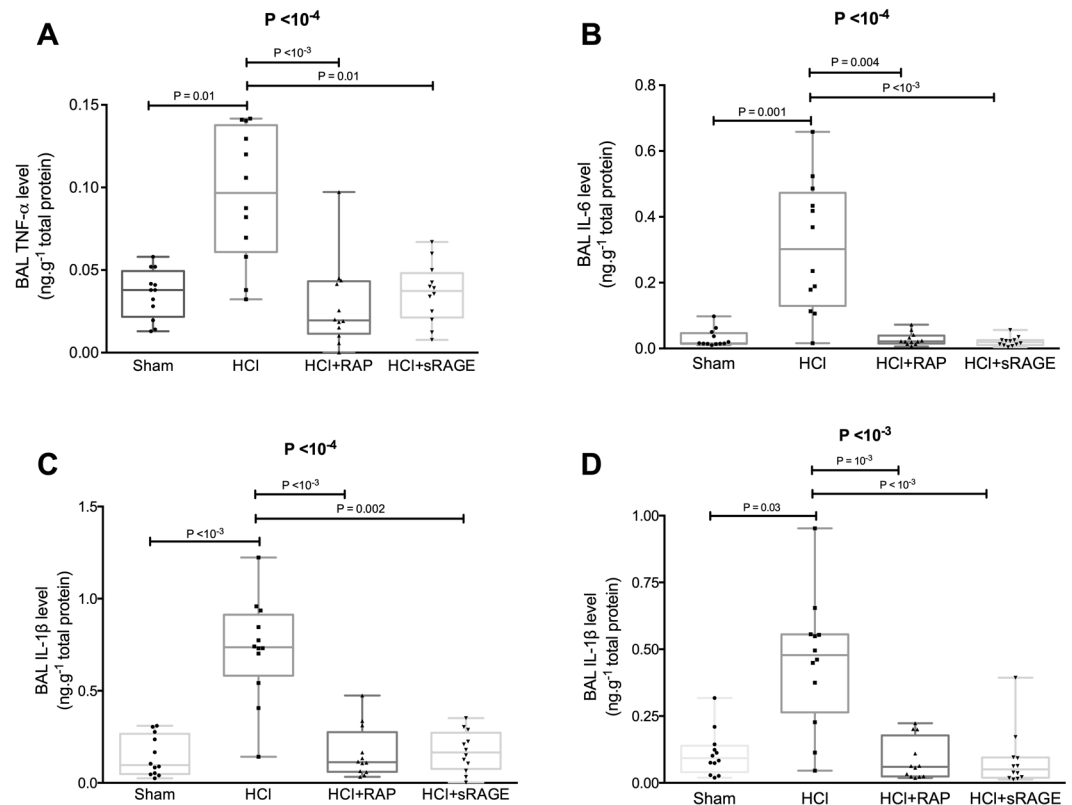 A
P <10⁻⁴
P <10⁻³
P = 0.01
P = 0.01
BAL TNF-α level
(ng.g⁻¹ total protein)
0.15
0.10
0.05
0.00
Sham HCl HCl+RAP HCl+sRAGE
B
P <10⁻⁴
P = 0.004
P <10⁻³
P = 0.001
BAL IL-6 level
(ng.g⁻¹ total protein)
0.8
0.6
0.4
0.2
0.0
Sham HCl HCl+RAP HCl+sRAGE
C
P <10⁻⁴
P <10⁻³
P = 0.002
P <10⁻³
BAL IL-1β level
(ng.g⁻¹ total protein)
1.5
1.0
0.5
0.0
Sham HCl HCl+RAP HCl+sRAGE
D
P <10⁻³
P = 10⁻³
P < 10⁻³
P = 0.03
BAL IL-1β level
(ng.g⁻¹ total protein)
1.00
0.75
0.50
0.25
0.00
Sham HCl HCl+RAP HCl+sRAGE